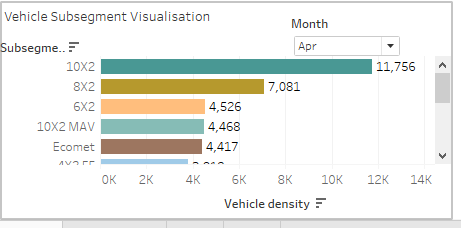 Vehicle Subsegment Visualisation
Month
Apr
Subsegme..
10X2 11,756
8X2 7,081
6X2 4,526
10X2 MAV 4,468
Ecomet 4,417
0K 2K 4K 6K 8K 10K 12K 14K
Vehicle density